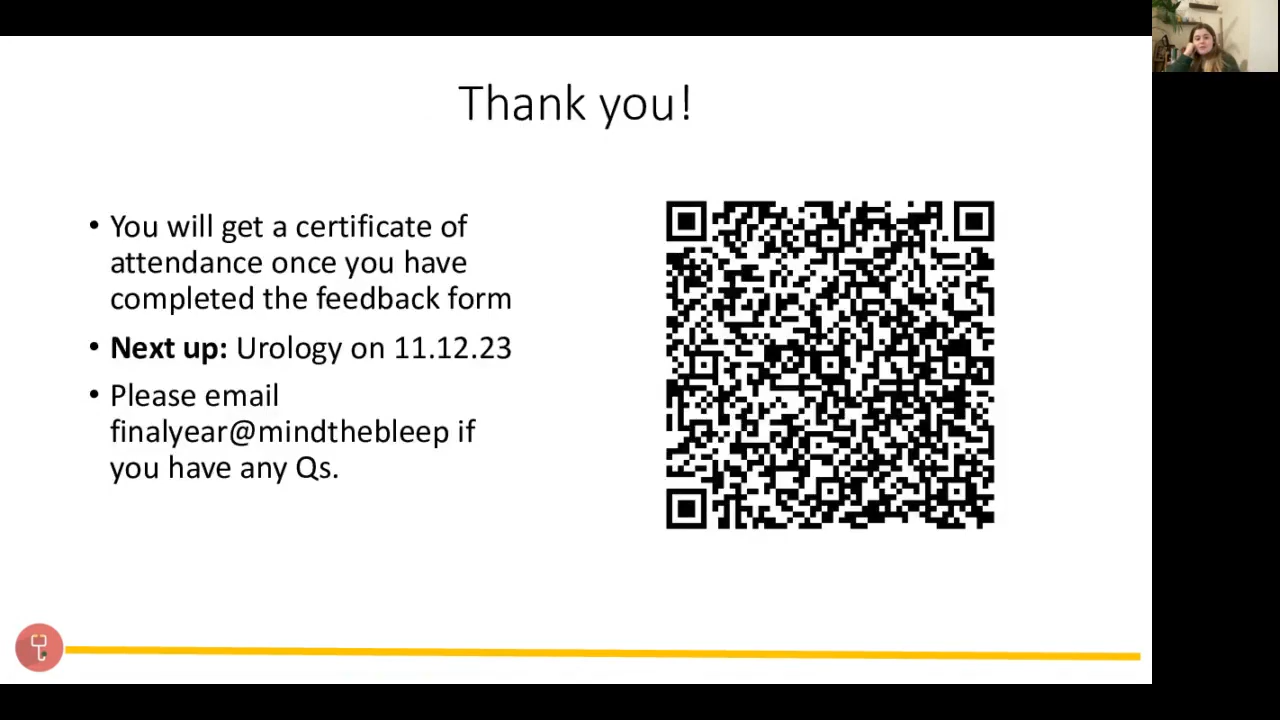 Thank you!
• You will get a certificate of
attendance once you have
completed the feedback form
• Next up: Urology on 11.12.23
• Please email
finalyear@mindthebleep if
you have any Qs.